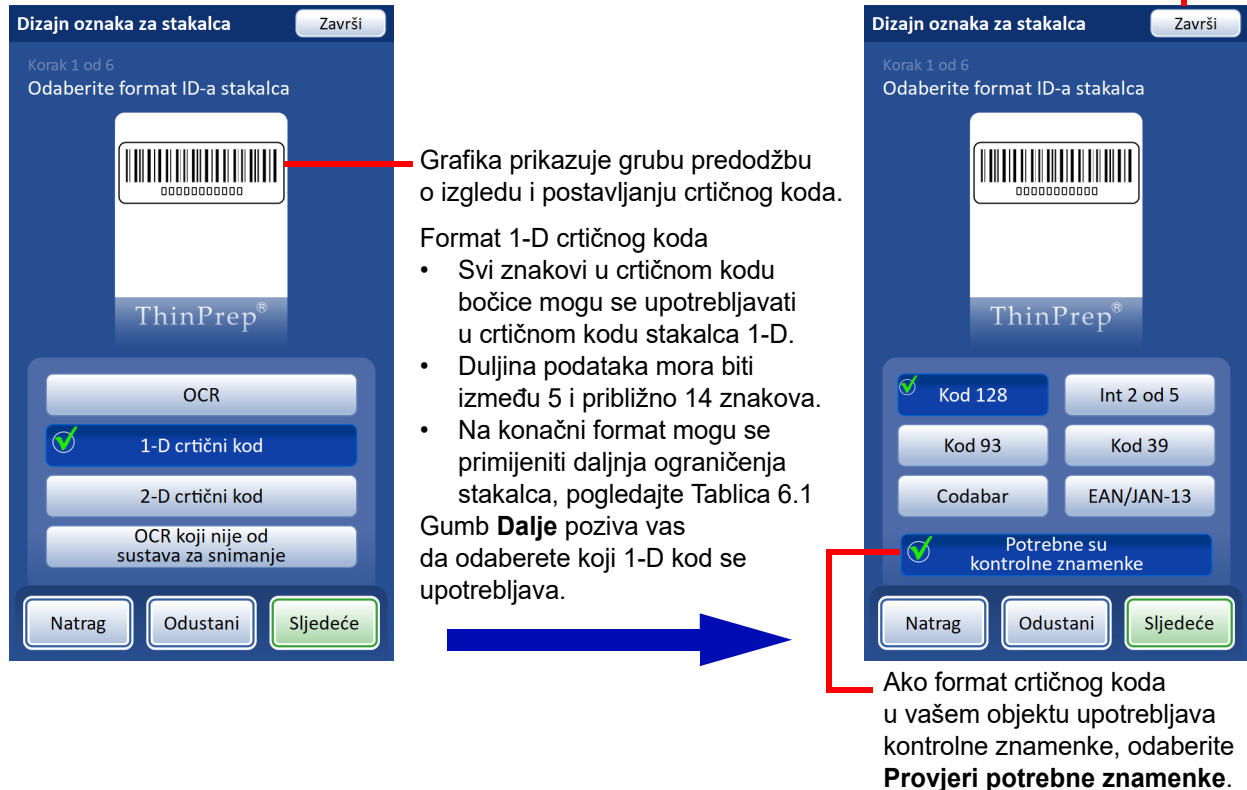 Dizajn oznaka za stakalca
Završi
Korak 1 od 6
Odaberite format ID-a stakalca
00000000000
ThinPrep®
OCR
1-D crtični kod
2-D crtični kod
OCR koji nije od
sustava za snimanje
Natrag
Odustani
Sljedeće
Grafika prikazuje grubu predodžbu
o izgledu i postavljanju crtičnog koda.
Format 1-D crtičnog koda
• Svi znakovi u crtičnom kodu
bočice mogu se upotrebljavati
u crtičnom kodu stakalca 1-D.
• Duljina podataka mora biti
između 5 i približno 14 znakova.
• Na konačni format mogu se
primijeniti daljnja ograničenja
stakalca, pogledajte Tablica 6.1
Gumb Dalje poziva vas
da odaberete koji 1-D kod se
upotrebljava.
Dizajn oznaka za stakalca
Završi
Korak 1 od 6
Odaberite format ID-a stakalca
00000000000
ThinPrep®
Kod 128
Int 2 od 5
Kod 93
Kod 39
Codabar
EAN/JAN-13
Potrebne su
kontrolne znamenke
Natrag
Odustani
Sljedeće
Ako format crtičnog koda
u vašem objektu upotrebljava
kontrolne znamenke, odaberite
Provjeri potrebne znamenke.